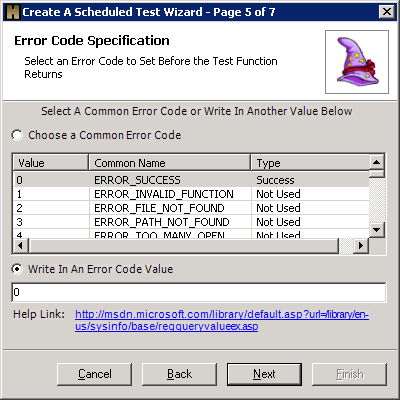 Create A Scheduled Test Wizard - Page 5 of 7
Error Code Specification
Select an Error Code to Set Before the Test Function
Returns
Select A Common Error Code or Write In Another Value Below
Choose a Common Error Code
Value Common Name Type
0 ERROR_SUCCESS Success
1 ERROR_INVALID_FUNCTION Not Used
2 ERROR_FILE_NOT_FOUND Not Used
3 ERROR_PATH_NOT_FOUND Not Used
4 ERROR_TOO_MANY_OPEN Not Used
Write In An Error Code Value
0
Help Link: http://msdn.microsoft.com/library/default.asp?url=/library/en-
us/sysinfo/base/regqueryvalueex.asp
Cancel Back Next Finish